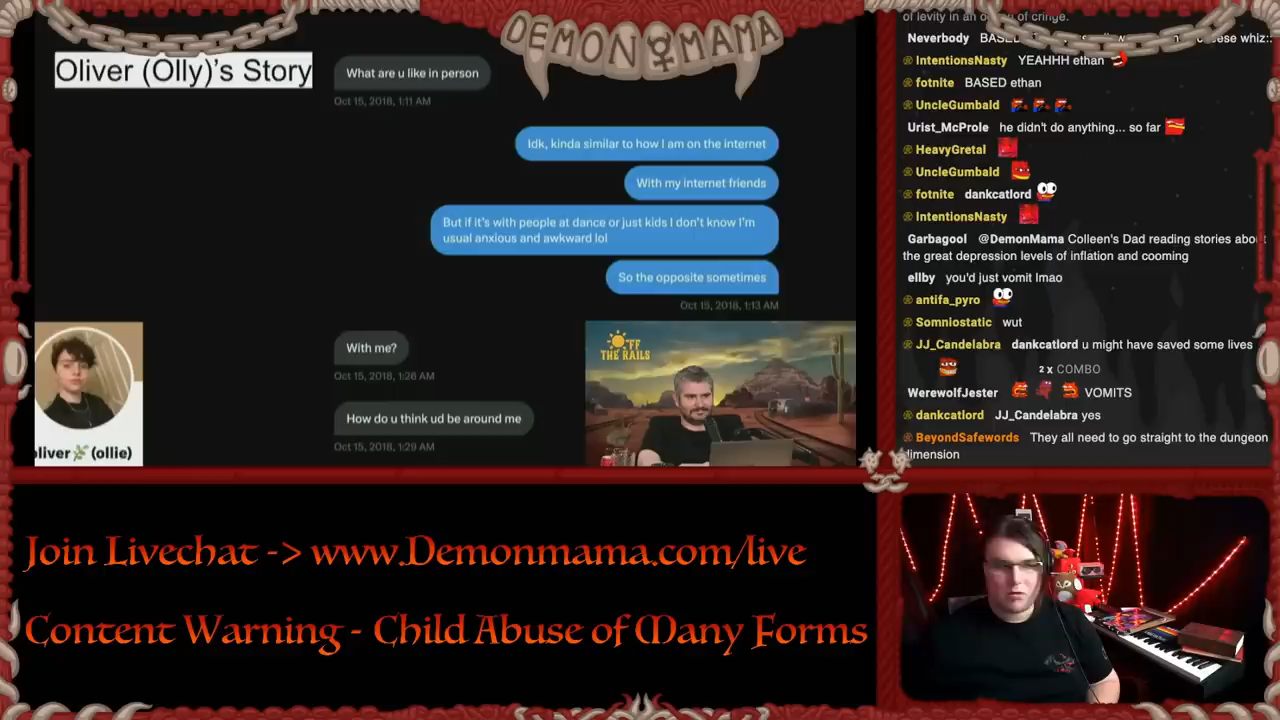 DEMON MAMA
Oliver (Olly)'s Story
What are u like in person
Oct 15, 2018, 1:11 AM
Idk, kinda similar to how I am on the internet
With my internet friends
But if it's with people at dance or just kids I don't know I'm
usual anxious and awkward lol
So the opposite sometimes
Oct 15, 2018, 1:13 AM
With me?
Oct 15, 2018, 1:26 AM
How do u think ud be around me
Oct 15, 2018, 1:29 AM
liver (ollie)
OFF
THE RAILS
of levity in an of cringe.
Neverbody
IntentionsNasty YEAHHH ethan
fotnite BASED ethan
UncleGumbald
Urist_McProle he didn't do anything... so far
HeavyGretal
UncleGumbald
fotnite dankcatlord
IntentionsNasty
Garbagool @DemonMama Colleen's Dad reading stories abou
the great depression levels of inflation and cooming
ellby you'd just vomit lmao
antifa_pyro
Somniostatic wut
JJ_Candelabra dankcatlord u might have saved some lives
2 x COMBO
WerewolfJester VOMITS
dankcatlord JJ_Candelabra yes
BeyondSafewords They all need to go straight to the dungeon
dimension
Join Livechat -> www.Demonmama.com/live
Content Warning - Child Abuse of Many Forms